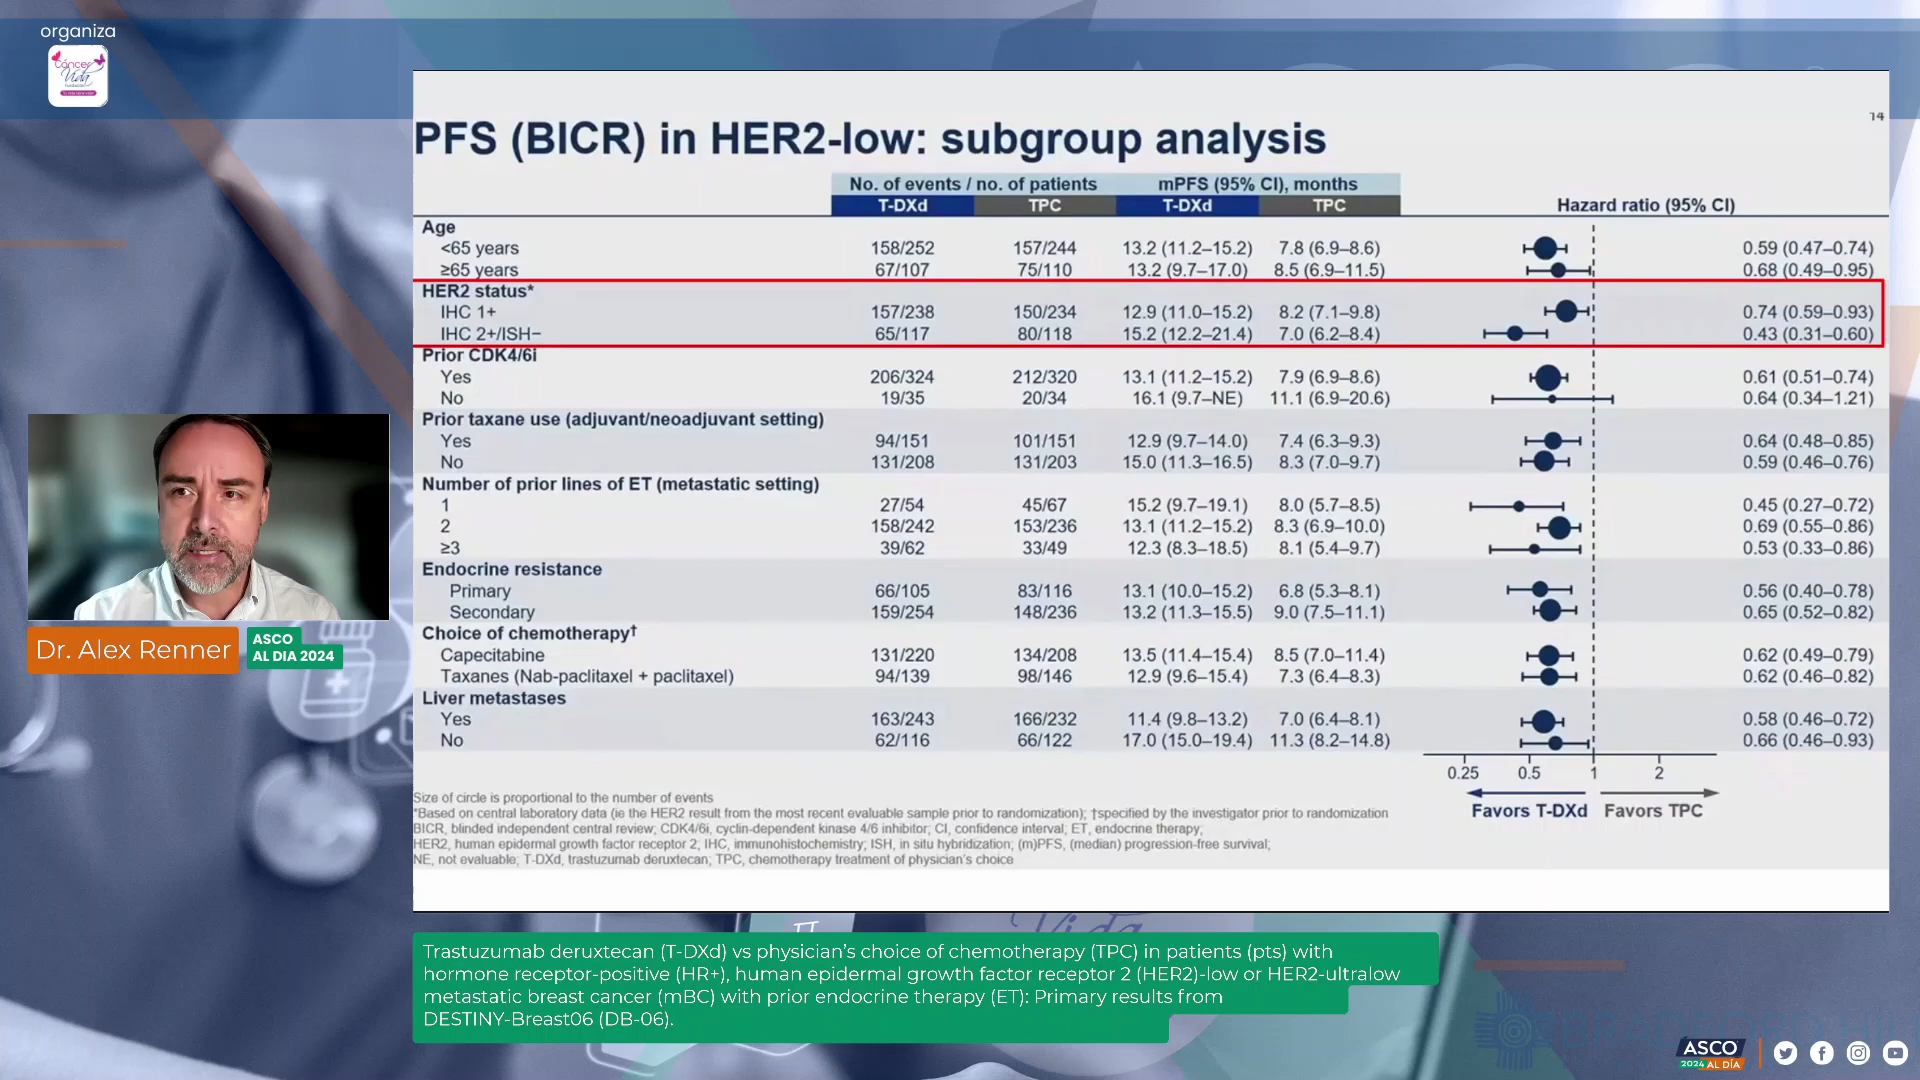 organiza
Cáncer
Vida
Fundación
14
PFS (BICR) in HER2-low: subgroup analysis
No. of events / no. of patients mPFS (95% CI), months
T-DXd TPC T-DXd TPC Hazard ratio (95% CI)
Age
<65 years 158/252 157/244 13.2 (11.2–15.2) 7.8 (6.9–8.6) 0.59 (0.47–0.74)
≥65 years 67/107 75/110 13.2 (9.7–17.0) 8.5 (6.9–11.5) 0.68 (0.49–0.95)
HER2 status*
IHC 1+ 157/238 150/234 12.9 (11.0–15.2) 8.2 (7.1–9.8) 0.74 (0.59–0.93)
IHC 2+/ISH− 65/117 80/118 15.2 (12.2–21.4) 7.0 (6.2–8.4) 0.43 (0.31–0.60)
Prior CDK4/6i
Yes 206/324 212/320 13.1 (11.2–15.2) 7.9 (6.9–8.6) 0.61 (0.51–0.74)
No 19/35 20/34 16.1 (9.7–NE) 11.1 (6.9–20.6) 0.64 (0.34–1.21)
Prior taxane use (adjuvant/neoadjuvant setting)
Yes 94/151 101/151 12.9 (9.7–14.0) 7.4 (6.3–9.3) 0.64 (0.48–0.85)
No 131/208 131/203 15.0 (11.3–16.5) 8.3 (7.0–9.7) 0.59 (0.46–0.76)
Number of prior lines of ET (metastatic setting)
1 27/54 45/67 15.2 (9.7–19.1) 8.0 (5.7–8.5) 0.45 (0.27–0.72)
2 158/242 153/236 13.1 (11.2–15.2) 8.3 (6.9–10.0) 0.69 (0.55–0.86)
≥3 39/62 33/49 12.3 (8.3–18.5) 8.1 (5.4–9.7) 0.53 (0.33–0.86)
Endocrine resistance
Primary 66/105 83/116 13.1 (10.0–15.2) 6.8 (5.3–8.1) 0.56 (0.40–0.78)
Secondary 159/254 148/236 13.2 (11.3–15.5) 9.0 (7.5–11.1) 0.65 (0.52–0.82)
Choice of chemotherapy†
Capecitabine 131/220 134/208 13.5 (11.4–15.4) 8.5 (7.0–11.4) 0.62 (0.49–0.79)
Taxanes (Nab-paclitaxel + paclitaxel) 94/139 98/146 12.9 (9.6–15.4) 7.3 (6.4–8.3) 0.62 (0.46–0.82)
Liver metastases
Yes 163/243 166/232 11.4 (9.8–13.2) 7.0 (6.4–8.1) 0.58 (0.46–0.72)
No 62/116 66/122 17.0 (15.0–19.4) 11.3 (8.2–14.8) 0.66 (0.46–0.93)
0.25 0.5 1 2
Favors T-DXd Favors TPC
Size of circle is proportional to the number of events
*Based on central laboratory data (ie the HER2 result from the most recent evaluable sample prior to randomization); †specified by the investigator prior to randomization
BICR, blinded independent central review; CDK4/6i, cyclin-dependent kinase 4/6 inhibitor; CI, confidence interval; ET, endocrine therapy;
HER2, human epidermal growth factor receptor 2; IHC, immunohistochemistry; ISH, in situ hybridization; (m)PFS, (median) progression-free survival;
NE, not evaluable; T-DXd, trastuzumab deruxtecan; TPC, chemotherapy treatment of physician's choice
Dr. Alex Renner
ASCO
AL DIA 2024
Vida
Trastuzumab deruxtecan (T-DXd) vs physician's choice of chemotherapy (TPC) in patients (pts) with
hormone receptor-positive (HR+), human epidermal growth factor receptor 2 (HER2)-low or HER2-ultralow
metastatic breast cancer (mBC) with prior endocrine therapy (ET): Primary results from
DESTINY-Breast06 (DB-06).
BRADFORD HILL
ASCO
2024 AL DÍA